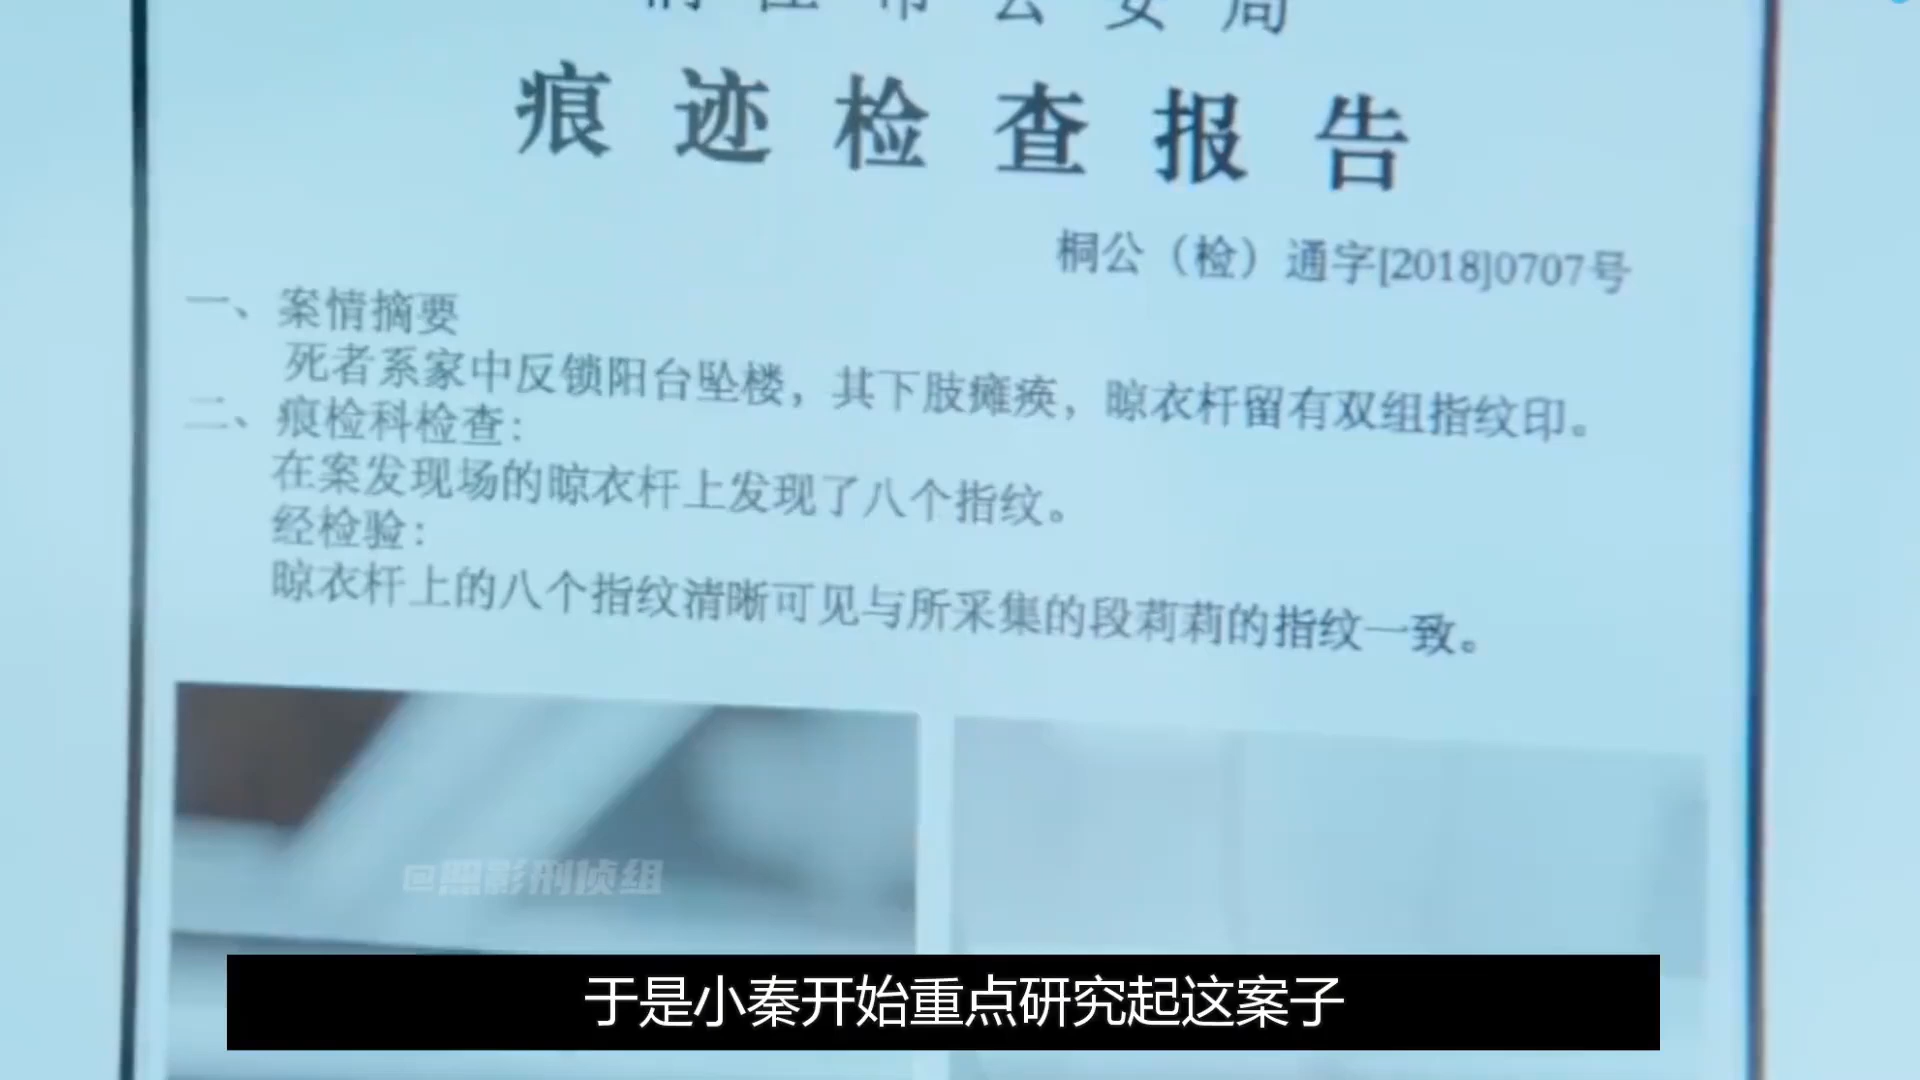 市公安局
痕迹检查报告
桐公（检）通字[2018]0707号
一、案情摘要
死者系家中反锁阳台坠楼，其下肢瘫痪，晾衣杆留有双组指纹印。
二、痕检科检查：
在案发现场的晾衣杆上发现了八个指纹。
经检验：
晾衣杆上的八个指纹清晰可见与所采集的段莉莉的指纹一致。
@照影刑侦组
于是小秦开始重点研究起这案子